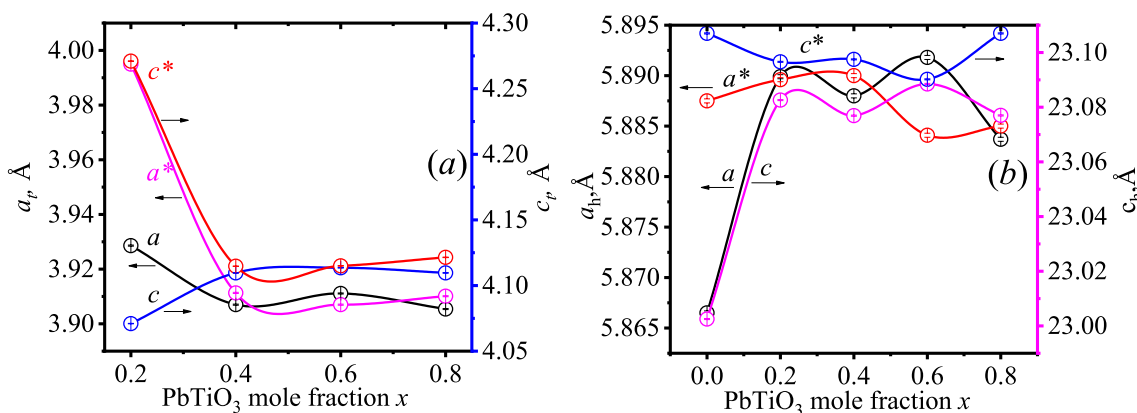 4.00
3.98
3.96
3.94
3.92
3.90
a_t, Å
4.30
4.25
4.20
4.15
4.10
4.05
c_t, Å
c*
a*
a
c
(a)
0.2 0.4 0.6 0.8
PbTiO₃ mole fraction x
5.895
5.890
5.885
5.880
5.875
5.870
5.865
a_h,Å
23.10
23.08
23.06
23.04
23.02
23.00
c_h, Å
c*
a*
a
c
(b)
0.0 0.2 0.4 0.6 0.8
PbTiO₃ mole fraction x